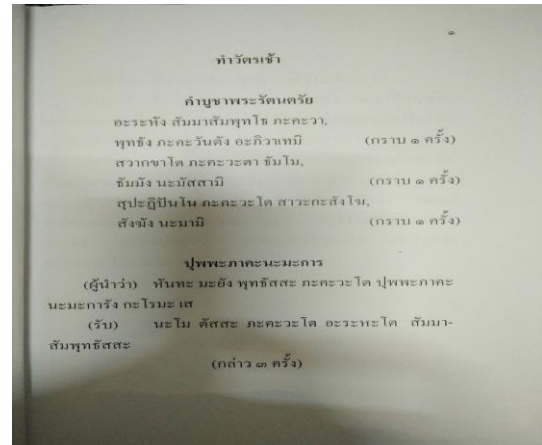 ๑
ทำวัตรเช้า
คำบูชาพระรัตนตรัย
อะระหัง สัมมาสัมพุทโธ ภะคะวา,
พุทธัง ภะคะวันตัง อะภิวาเทมิ (กราบ ๑ ครั้ง)
สวากขาโต ภะคะวะตา ธัมโม,
ธัมมัง นะมัสสามิ (กราบ ๑ ครั้ง)
สุปะฏิปันโน ภะคะวะโต สาวะกะสังโฆ,
สังฆัง นะมามิ (กราบ ๑ ครั้ง)
ปุพพะภาคะนะมะการ
(ผู้นำว่า) หันทะ มะยัง พุทธัสสะ ภะคะวะโต ปุพพะภาคะ
นะมะการัง กะโรมะ เส
(รับ) นะโม ตัสสะ ภะคะวะโต อะระหะโต สัมมา-
สัมพุทธัสสะ
(กล่าว ๓ ครั้ง)